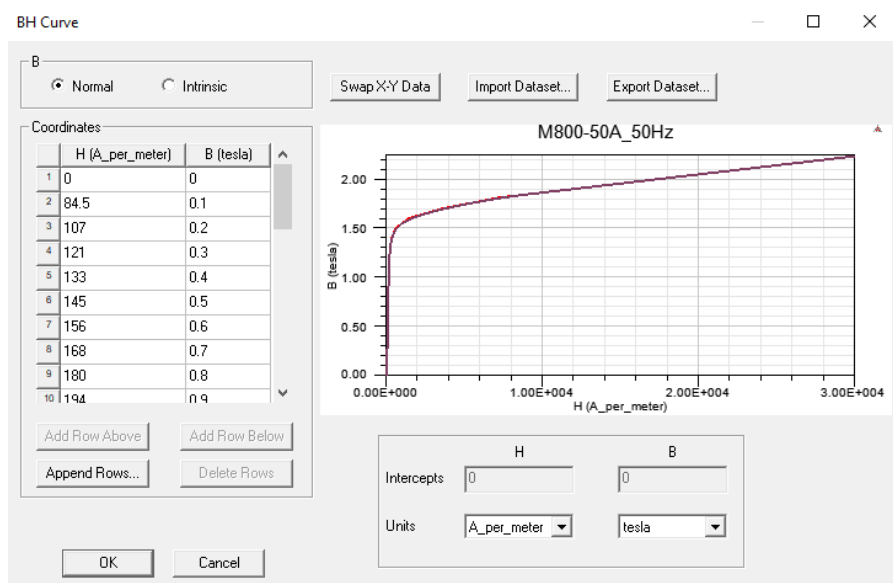 BH Curve
B
Normal Intrinsic
Swap X-Y Data Import Dataset... Export Dataset...
Coordinates
H (A_per_meter) B (tesla)
1 0 0
2 84.5 0.1
3 107 0.2
4 121 0.3
5 133 0.4
6 145 0.5
7 156 0.6
8 168 0.7
9 180 0.8
10 194 0.9
Add Row Above Add Row Below
Append Rows... Delete Rows
OK Cancel
M800-50A_50Hz
2.00
1.50
1.00
0.50
0.00
B (tesla)
0.00E+000 1.00E+004 2.00E+004 3.00E+004
H (A_per_meter)
H B
Intercepts 0 0
Units A_per_meter tesla